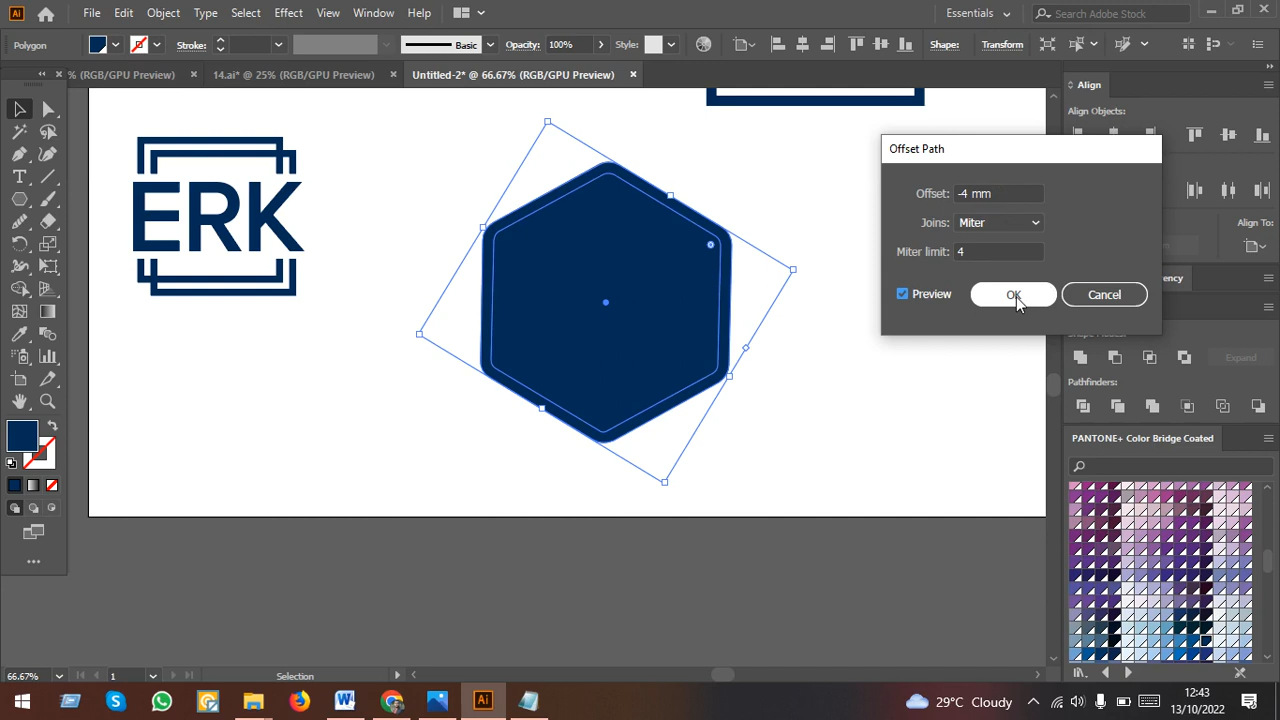 File Edit Object Type Select Effect View Window Help
Essentials
Search Adobe Stock
Polygon
Stroke:
Basic
Opacity: 100%
Style:
Shape:
Transform
% (RGB/GPU Preview)
14.ai* @ 25% (RGB/GPU Preview)
Untitled-2* @ 66.67% (RGB/GPU Preview)
ERK
Align
Align Objects:
Align To:
Offset Path
Offset: -4 mm
Joins: Miter
Miter limit: 4
Preview
OK
Cancel
Expand
Pathfinders:
PANTONE+ Color Bridge Coated
66.67%
1
Selection
29°C Cloudy
12:43
13/10/2022